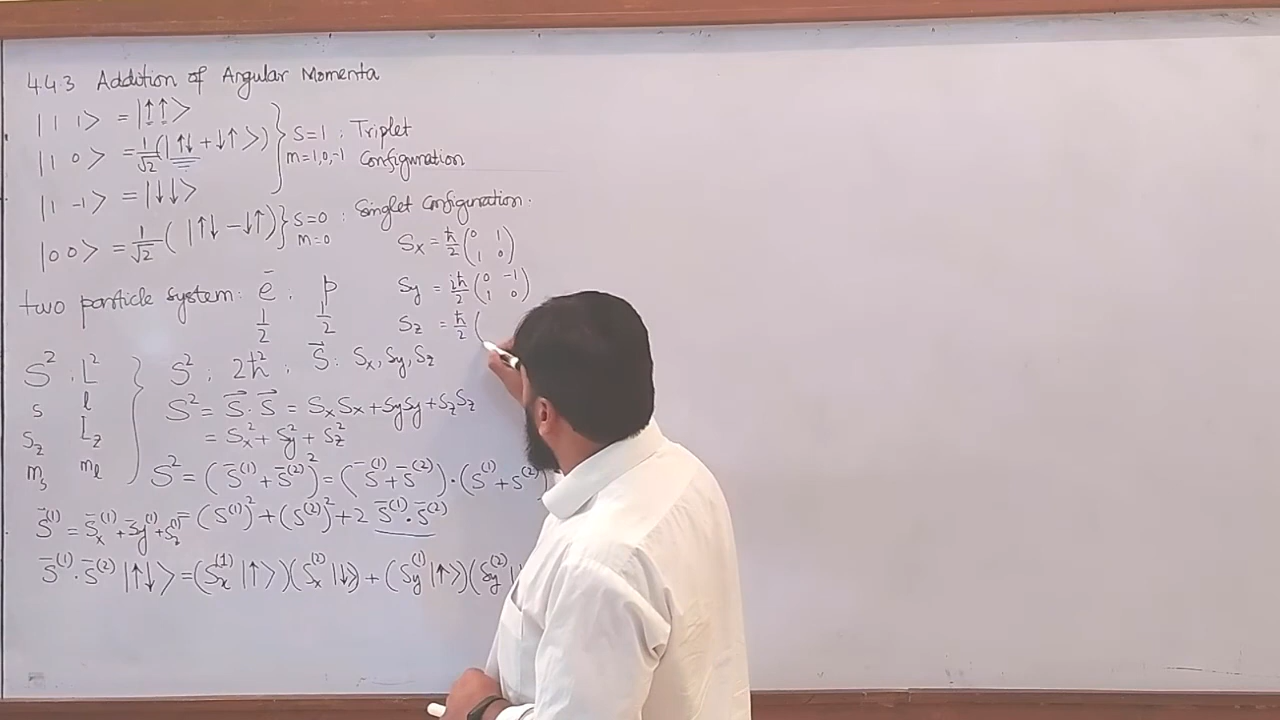 4.4.3 Addition of Angular Momenta
|1 1> = |↑↑>
|1 0> = 1/√2 (|↑↓ + ↓↑>)
|1 -1> = |↓↓>
} S=1 : Triplet
m=1,0,-1 Configuration
|0 0> = 1/√2 ( |↑↓ - ↓↑) } S=0 : Singlet Configuration.
m=0
Sx = ħ/2 (0 1
1 0)
two particle system: e⁻ : p
1/2 1/2
Sy = iħ/2 (0 -1
1 0)
Sz = ħ/2 (
S² : L²
s l
Sz Lz
ms ml
S² : 2ħ² : S⃗ : Sx, Sy, Sz
S² = S⃗ · S⃗ = SxSx + SySy + SzSz
= Sx² + Sy² + Sz²
S² = (S̄⁽¹⁾ + S̄⁽²⁾)² = (S̄⁽¹⁾ + S̄⁽²⁾) · (S⁽¹⁾ + S⁽²⁾)
= (S⁽¹⁾)² + (S⁽²⁾)² + 2 S̄⁽¹⁾ · S̄⁽²⁾
S̄⁽¹⁾ = S̄x⁽¹⁾ + S̄y⁽¹⁾ + Sz⁽¹⁾
S̄⁽¹⁾ · S̄⁽²⁾ |↑↓> = (Sx⁽¹⁾ |↑>)(Sx⁽²⁾ |↓>) + (Sy⁽¹⁾ |↑>)(Sy⁽²⁾ |